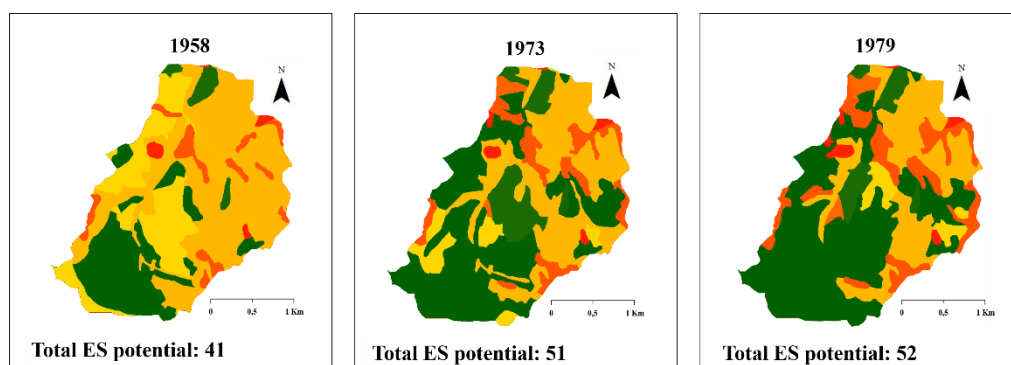 1958
N
0 0,5 1 Km
Total ES potential: 41
1973
N
0 0,5 1 Km
Total ES potential: 51
1979
N
0 0,5 1 Km
Total ES potential: 52